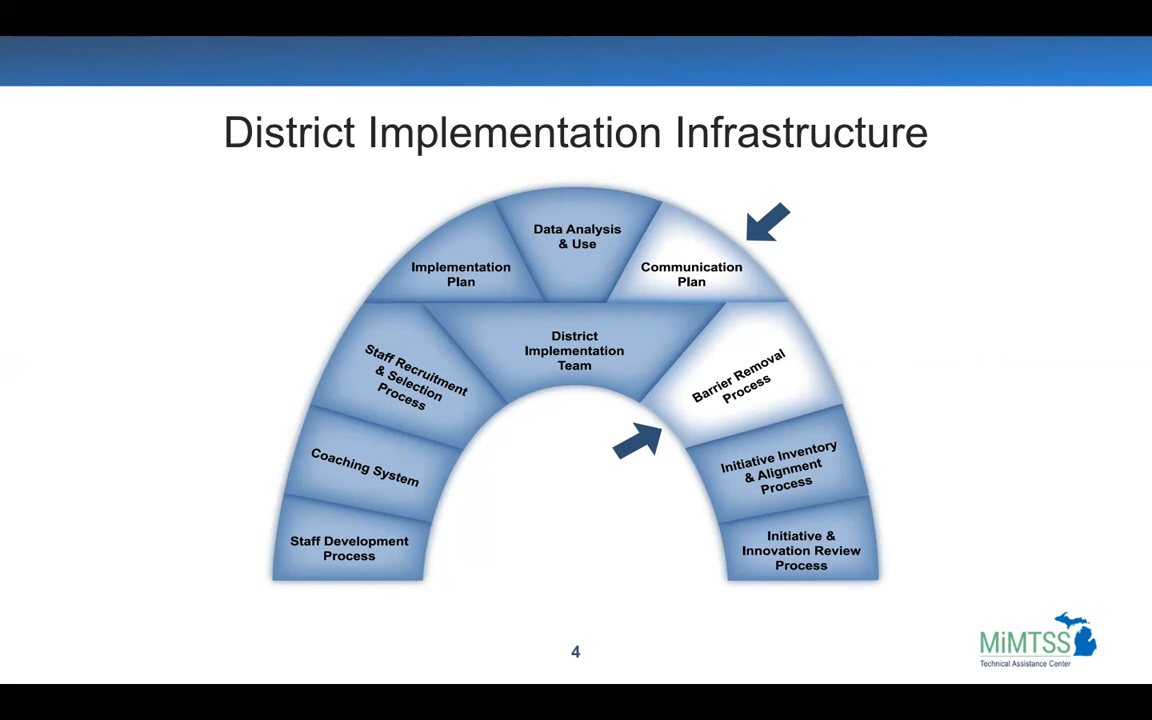 District Implementation Infrastructure
Data Analysis
& Use
Implementation
Plan
Communication
Plan
District
Implementation
Team
Staff Recruitment
& Selection
Process
Barrier Removal
Process
Coaching System
Initiative Inventory
& Alignment
Process
Staff Development
Process
Initiative &
Innovation Review
Process
4
MiMTSS
Technical Assistance Center